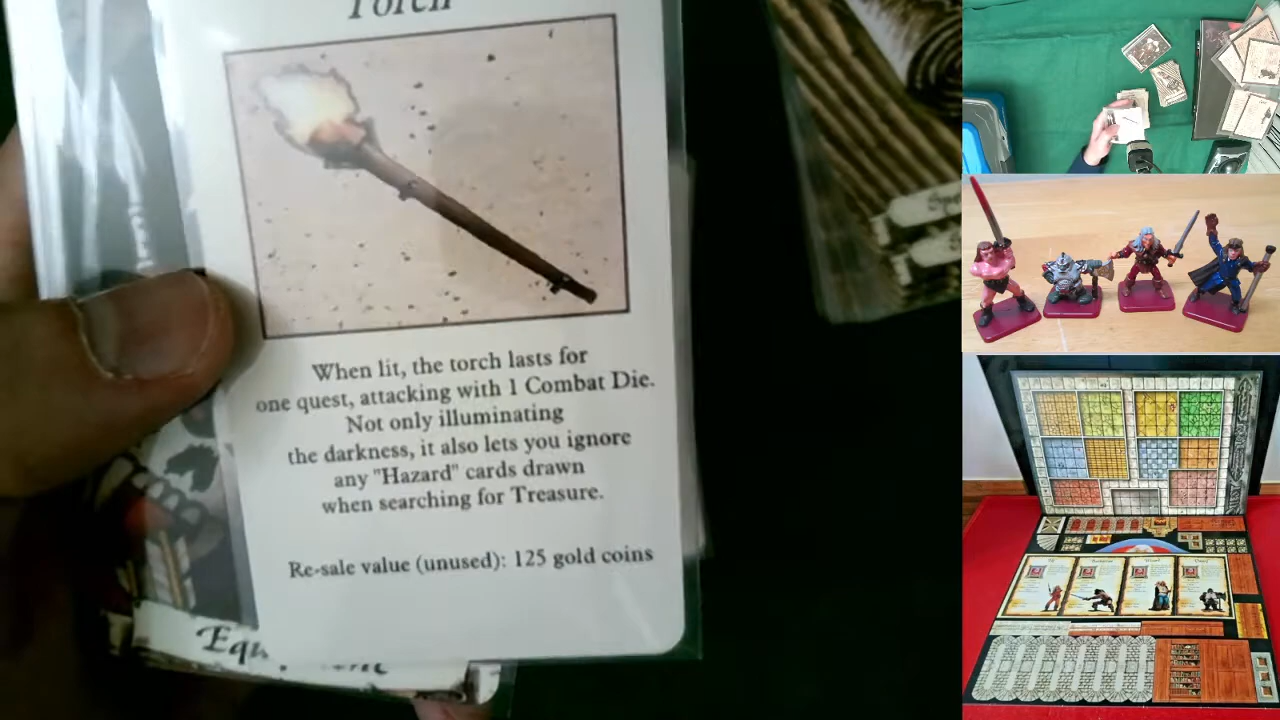 Torch
When lit, the torch lasts for
one quest, attacking with 1 Combat Die.
Not only illuminating
the darkness, it also lets you ignore
any "Hazard" cards drawn
when searching for Treasure.
Re-sale value (unused): 125 gold coins